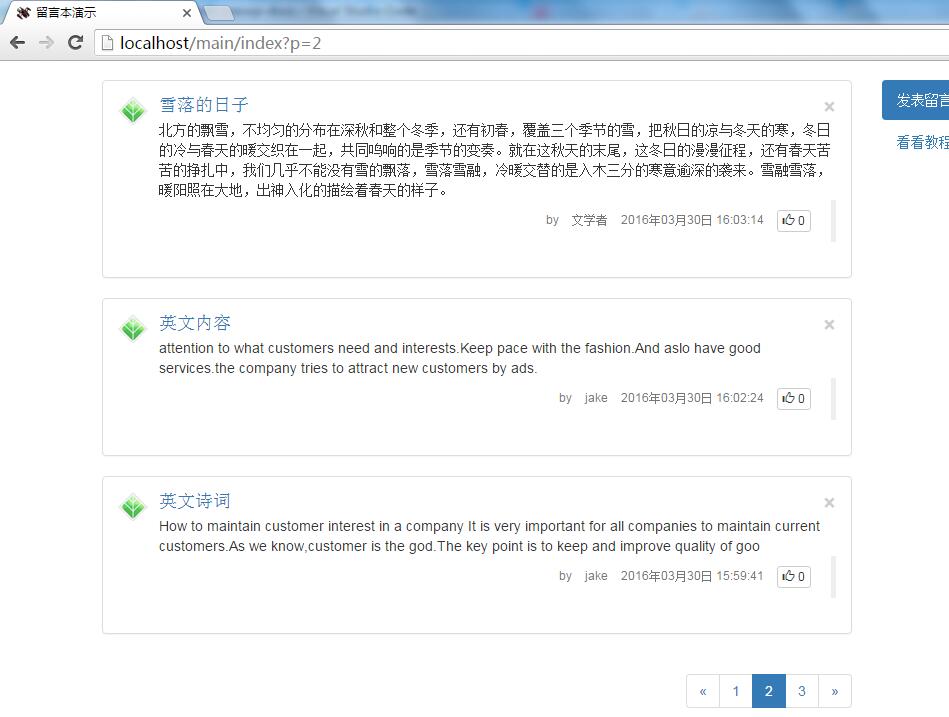 留言本演示
localhost/main/index?p=2
雪落的日子
发表留言
北方的飘雪，不均匀的分布在深秋和整个冬季，还有初春，覆盖三个季节的雪，把秋日的凉与冬天的寒，冬日
的冷与春天的暖交织在一起，共同鸣响的是季节的变奏。就在这秋天的末尾，这冬日的漫漫征程，还有春天苦
看看教程
苦的挣扎中，我们几乎不能没有雪的飘落，雪落雪融，冷暖交替的是入木三分的寒意逾深的袭来。雪融雪落，
暖阳照在大地，出神入化的描绘着春天的样子。
by 文学者 2016年03月30日 16:03:14 0
英文内容
attention to what customers need and interests.Keep pace with the fashion.And aslo have good
services.the company tries to attract new customers by ads.
by jake 2016年03月30日 16:02:24 0
英文诗词
How to maintain customer interest in a company It is very important for all companies to maintain current
customers.As we know,customer is the god.The key point is to keep and improve quality of goo
by jake 2016年03月30日 15:59:41 0
« 1 2 3 »